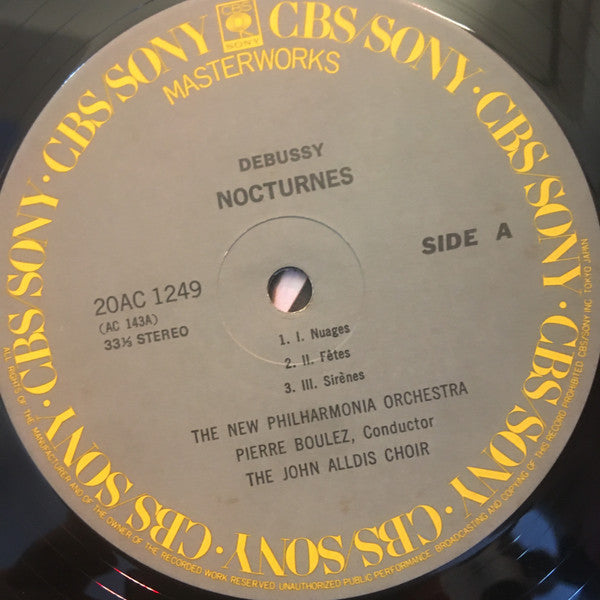 CBS
SONY
CBS/SONY · CBS/SONY · CBS/SONY · CBS/SONY · CBS/SONY · CBS/SONY · CBS/SONY · CBS/SONY
MASTERWORKS
DEBUSSY
NOCTURNES
SIDE A
20AC 1249
(AC 143A)
33⅓ STEREO
1. I. Nuages
2. II. Fêtes
3. III. Sirènes
THE NEW PHILHARMONIA ORCHESTRA
PIERRE BOULEZ, Conductor
THE JOHN ALLDIS CHOIR
ALL RIGHTS OF THE MANUFACTURER AND OF THE OWNER OF THE RECORDED WORK RESERVED. UNAUTHORIZED PUBLIC PERFORMANCE BROADCASTING AND COPYING OF THIS RECORD PROHIBITED. CBS/SONY INC. TOKYO JAPAN